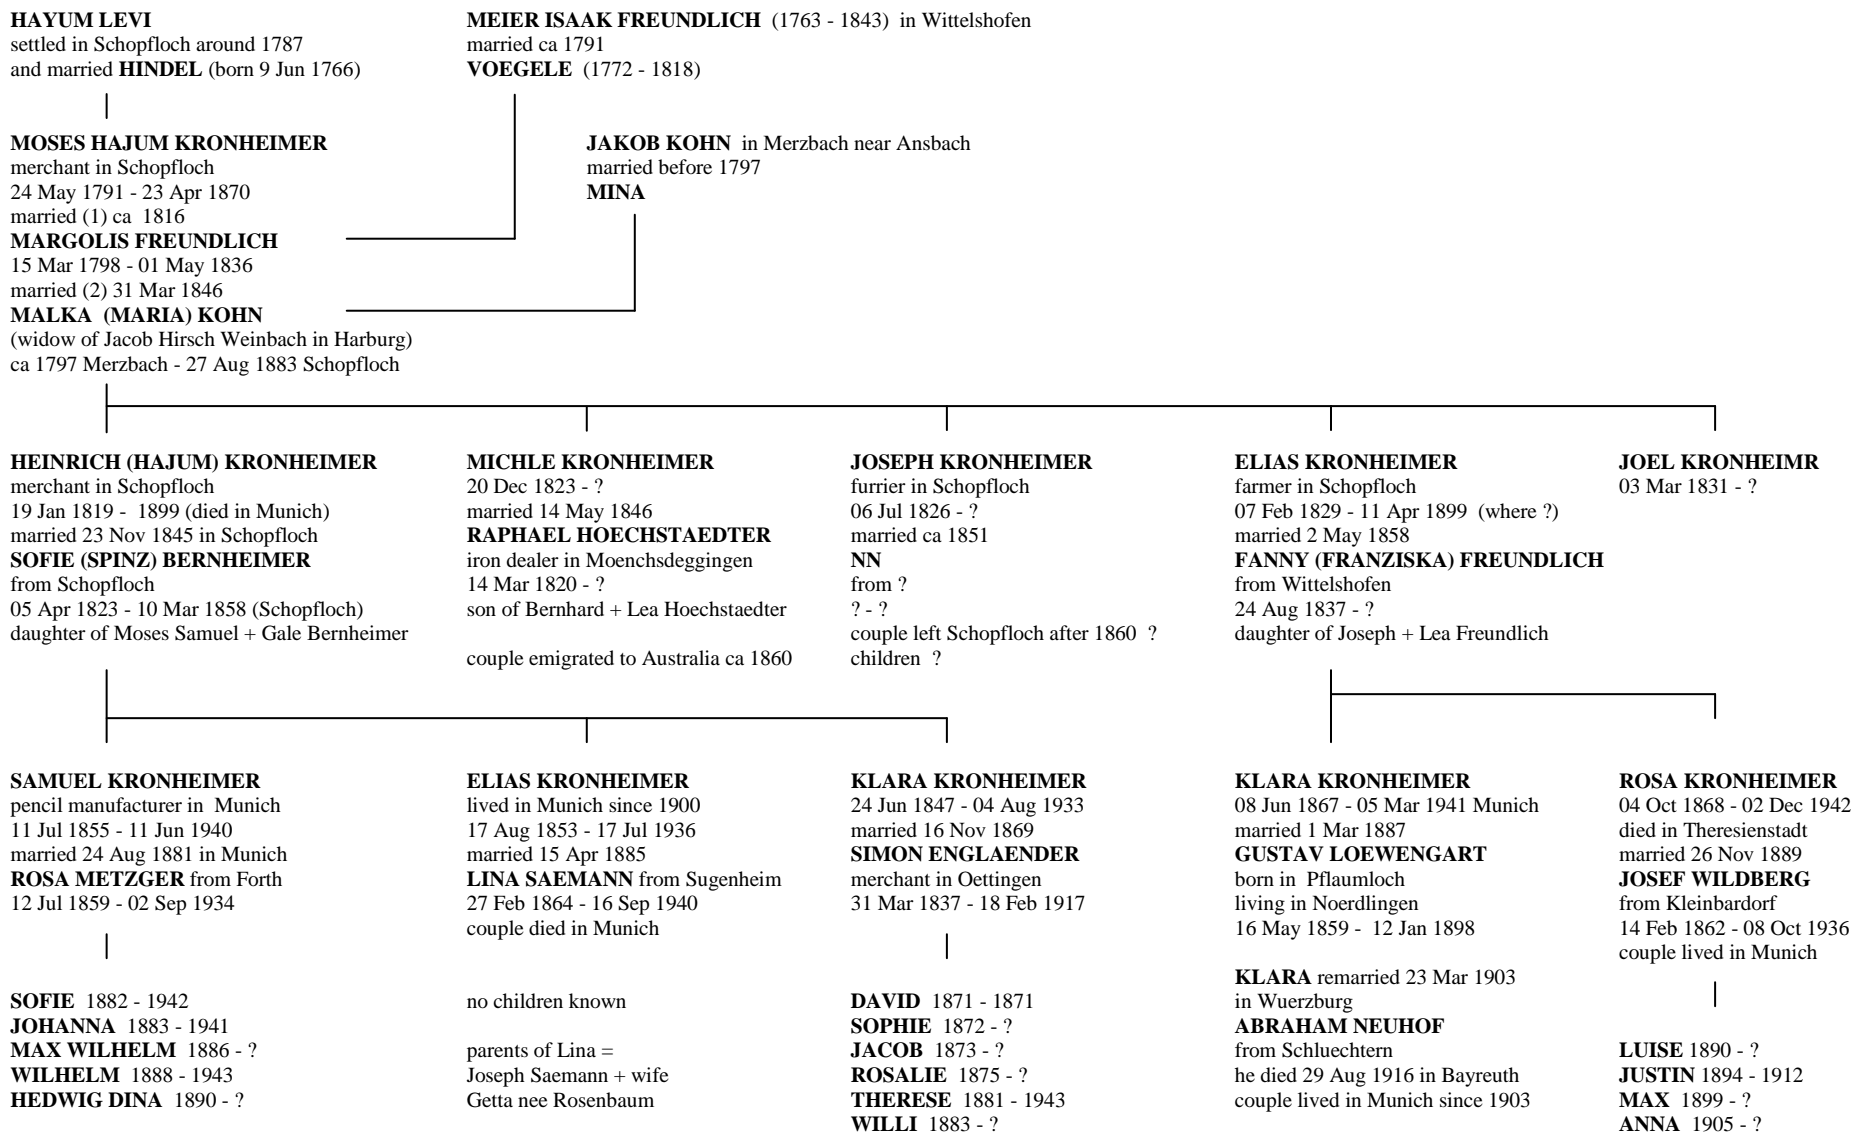 HAYUM LEVI
settled in Schopfloch around 1787
and married HINDEL (born 9 Jun 1766)
MEIER ISAAK FREUNDLICH (1763 - 1843) in Wittelshofen
married ca 1791
VOEGELE (1772 - 1818)
MOSES HAJUM KRONHEIMER
merchant in Schopfloch
24 May 1791 - 23 Apr 1870
married (1) ca 1816
MARGOLIS FREUNDLICH
15 Mar 1798 - 01 May 1836
married (2) 31 Mar 1846
MALKA (MARIA) KOHN
(widow of Jacob Hirsch Weinbach in Harburg)
ca 1797 Merzbach - 27 Aug 1883 Schopfloch
JAKOB KOHN in Merzbach near Ansbach
married before 1797
MINA
HEINRICH (HAJUM) KRONHEIMER
merchant in Schopfloch
19 Jan 1819 - 1899 (died in Munich)
married 23 Nov 1845 in Schopfloch
SOFIE (SPINZ) BERNHEIMER
from Schopfloch
05 Apr 1823 - 10 Mar 1858 (Schopfloch)
daughter of Moses Samuel + Gale Bernheimer
MICHLE KRONHEIMER
20 Dec 1823 - ?
married 14 May 1846
RAPHAEL HOECHSTAEDTER
iron dealer in Moenchsdeggingen
14 Mar 1820 - ?
son of Bernhard + Lea Hoechstaedter
couple emigrated to Australia ca 1860
JOSEPH KRONHEIMER
furrier in Schopfloch
06 Jul 1826 - ?
married ca 1851
NN
from ?
? - ?
couple left Schopfloch after 1860 ?
children ?
ELIAS KRONHEIMER
farmer in Schopfloch
07 Feb 1829 - 11 Apr 1899 (where ?)
married 2 May 1858
FANNY (FRANZISKA) FREUNDLICH
from Wittelshofen
24 Aug 1837 - ?
daughter of Joseph + Lea Freundlich
JOEL KRONHEIMR
03 Mar 1831 - ?
SAMUEL KRONHEIMER
pencil manufacturer in Munich
11 Jul 1855 - 11 Jun 1940
married 24 Aug 1881 in Munich
ROSA METZGER from Forth
12 Jul 1859 - 02 Sep 1934
SOFIE 1882 - 1942
JOHANNA 1883 - 1941
MAX WILHELM 1886 - ?
WILHELM 1888 - 1943
HEDWIG DINA 1890 - ?
ELIAS KRONHEIMER
lived in Munich since 1900
17 Aug 1853 - 17 Jul 1936
married 15 Apr 1885
LINA SAEMANN from Sugenheim
27 Feb 1864 - 16 Sep 1940
couple died in Munich
no children known
parents of Lina =
Joseph Saemann + wife
Getta nee Rosenbaum
KLARA KRONHEIMER
24 Jun 1847 - 04 Aug 1933
married 16 Nov 1869
SIMON ENGLAENDER
merchant in Oettingen
31 Mar 1837 - 18 Feb 1917
DAVID 1871 - 1871
SOPHIE 1872 - ?
JACOB 1873 - ?
ROSALIE 1875 - ?
THERESE 1881 - 1943
WILLI 1883 - ?
KLARA KRONHEIMER
08 Jun 1867 - 05 Mar 1941 Munich
married 1 Mar 1887
GUSTAV LOEWENGART
born in Pflaumloch
living in Noerdlingen
16 May 1859 - 12 Jan 1898
KLARA remarried 23 Mar 1903
in Wuerzburg
ABRAHAM NEUHOF
from Schluechtern
he died 29 Aug 1916 in Bayreuth
couple lived in Munich since 1903
ROSA KRONHEIMER
04 Oct 1868 - 02 Dec 1942
died in Theresienstadt
married 26 Nov 1889
JOSEF WILDBERG
from Kleinbardorf
14 Feb 1862 - 08 Oct 1936
couple lived in Munich
LUISE 1890 - ?
JUSTIN 1894 - 1912
MAX 1899 - ?
ANNA 1905 - ?